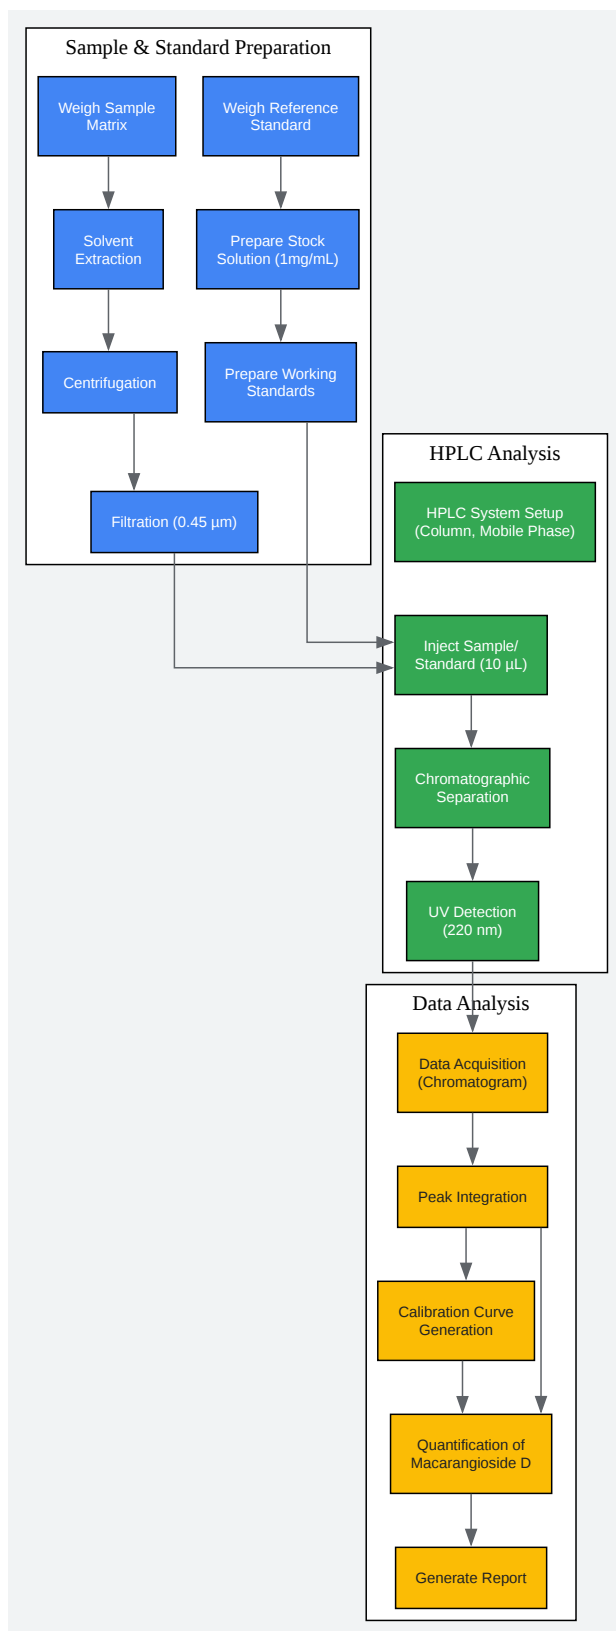 Sample & Standard Preparation
Weigh Sample
Matrix
Weigh Reference
Standard
Solvent
Extraction
Prepare Stock
Solution (1mg/mL)
Centrifugation
Prepare Working
Standards
Filtration (0.45 µm)
HPLC Analysis
HPLC System Setup
(Column, Mobile Phase)
Inject Sample/
Standard (10 µL)
Chromatographic
Separation
UV Detection
(220 nm)
Data Analysis
Data Acquisition
(Chromatogram)
Peak Integration
Calibration Curve
Generation
Quantification of
Macarangioside D
Generate Report